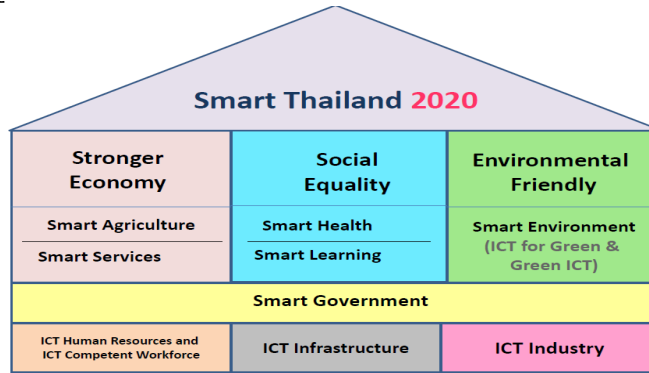 Smart Thailand 2020
Stronger
Economy
Social
Equality
Environmental
Friendly
Smart Agriculture
Smart Services
Smart Health
Smart Learning
Smart Environment
(ICT for Green &
Green ICT)
Smart Government
ICT Human Resources and
ICT Competent Workforce
ICT Infrastructure
ICT Industry